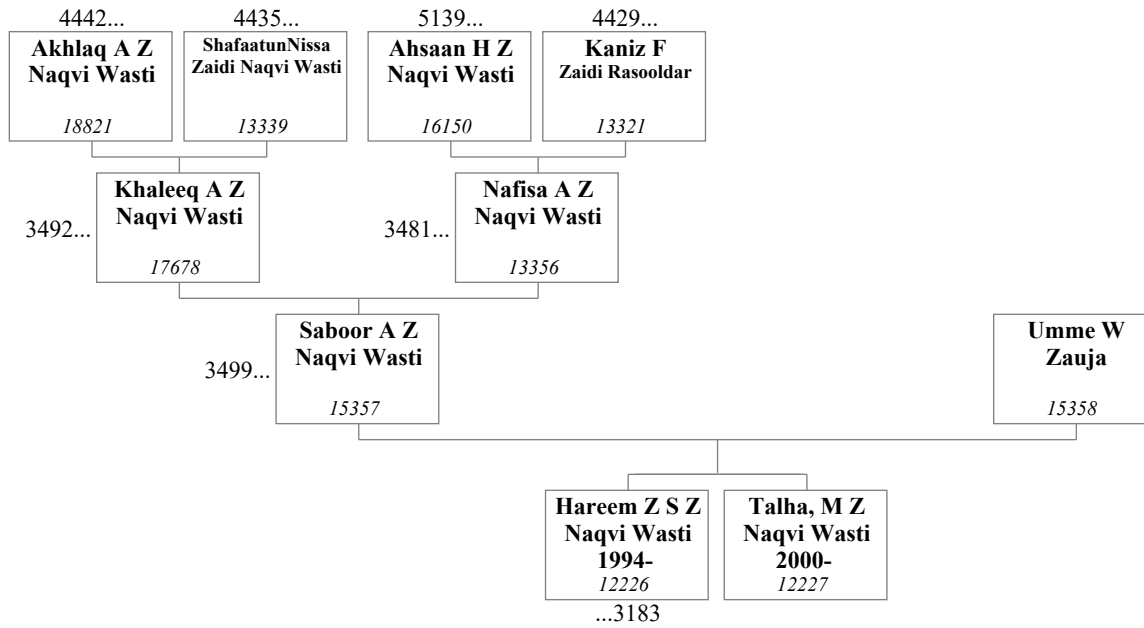 4442...
4435...
5139...
4429...
Akhlaq A Z
Naqvi Wasti
18821
ShafaatunNissa
Zaidi Naqvi Wasti
13339
Ahsaan H Z
Naqvi Wasti
16150
Kaniz F
Zaidi Rasooldar
13321
3492...
Khaleeq A Z
Naqvi Wasti
17678
3481...
Nafisa A Z
Naqvi Wasti
13356
3499...
Saboor A Z
Naqvi Wasti
15357
Umme W
Zauja
15358
Hareem Z S Z
Naqvi Wasti
1994-
12226
Talha, M Z
Naqvi Wasti
2000-
12227
...3183